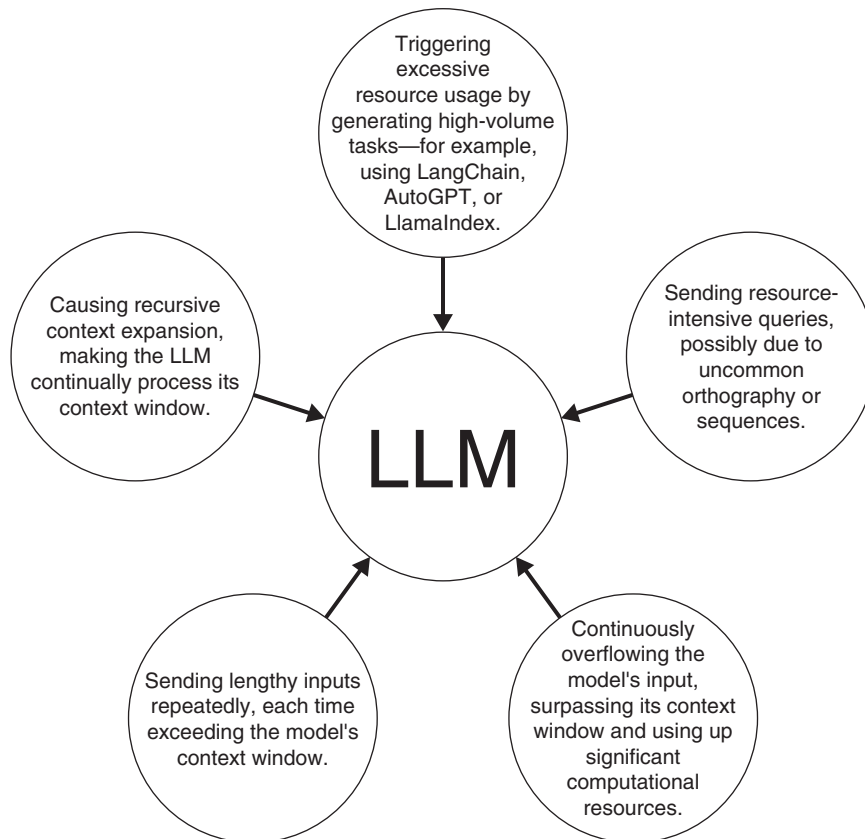 Triggering
excessive
resource usage by
generating high-volume
tasks—for example,
using LangChain,
AutoGPT, or
LlamaIndex.
Causing recursive
context expansion,
making the LLM
continually process its
context window.
Sending resource-
intensive queries,
possibly due to
uncommon
orthography or
sequences.
LLM
Sending lengthy inputs
repeatedly, each time
exceeding the model's
context window.
Continuously
overflowing the
model's input,
surpassing its context
window and using up
significant
computational
resources.